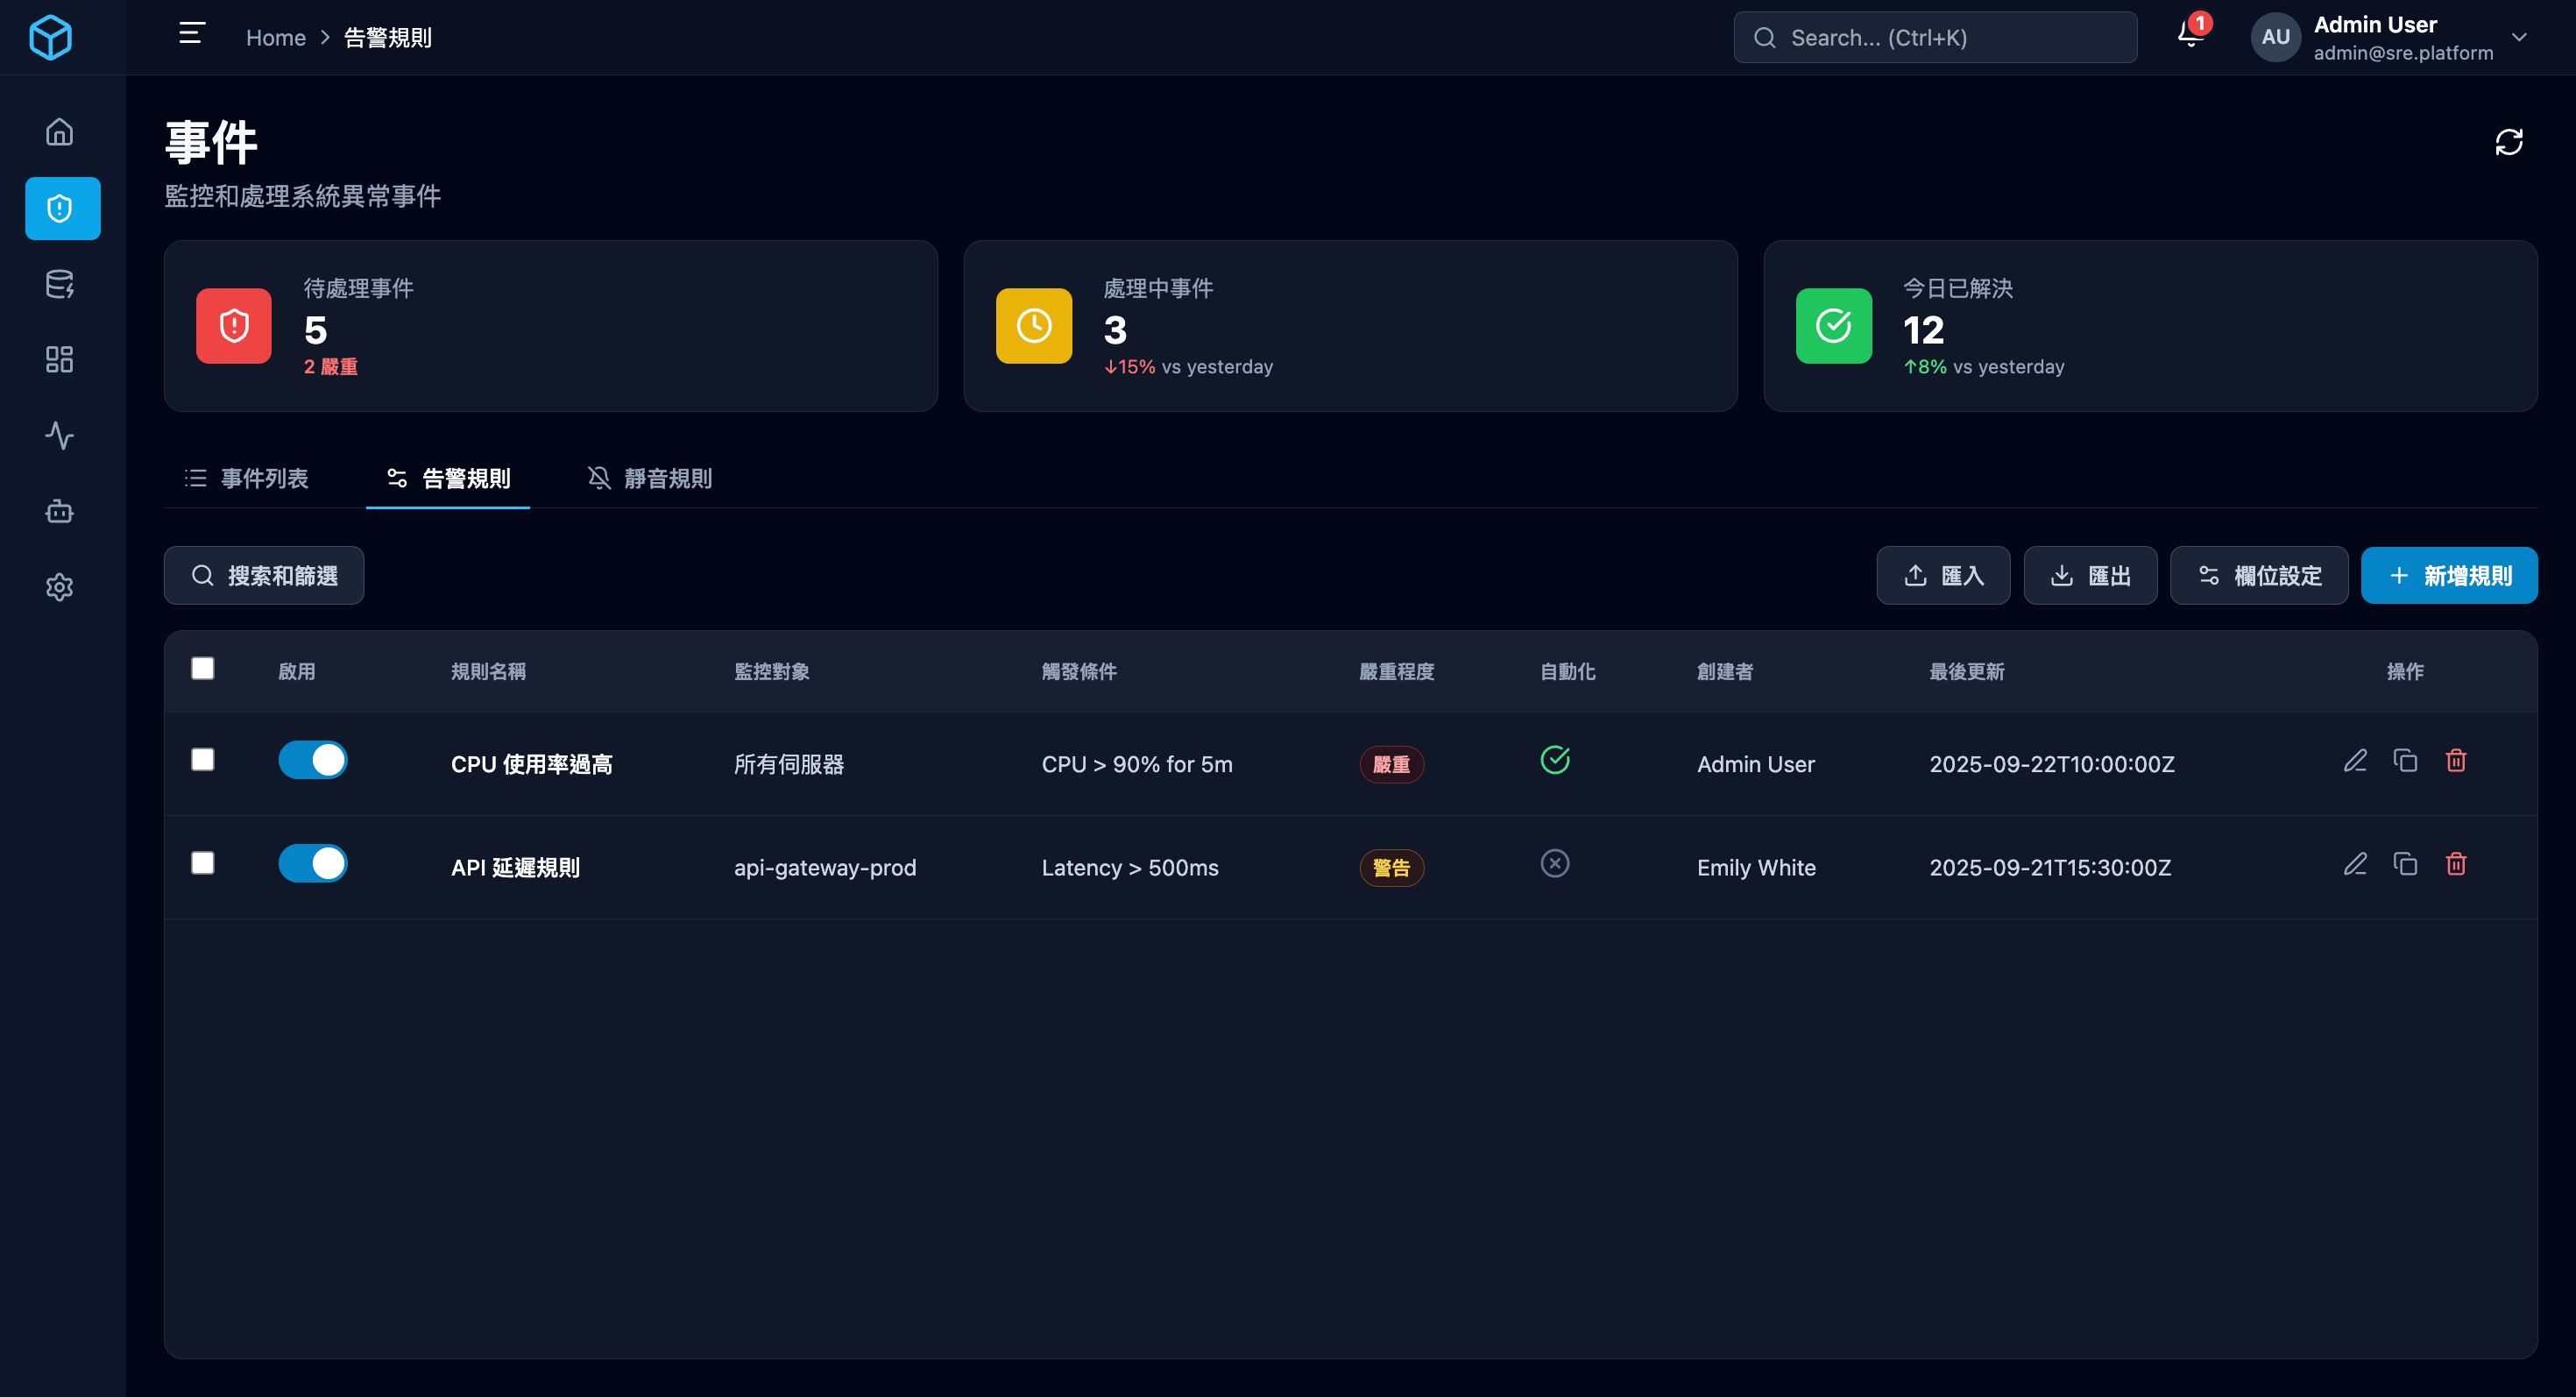 Home > 告警規則
Search... (Ctrl+K)
1
AU
Admin User
admin@sre.platform
事件
監控和處理系統異常事件
待處理事件
5
2 嚴重
處理中事件
3
↓15% vs yesterday
今日已解決
12
↑8% vs yesterday
事件列表 告警規則 靜音規則
搜索和篩選 匯入 匯出 欄位設定 新增規則
啟用 規則名稱 監控對象 觸發條件 嚴重程度 自動化 創建者 最後更新 操作
CPU 使用率過高 所有伺服器 CPU > 90% for 5m 嚴重 Admin User 2025-09-22T10:00:00Z
API 延遲規則 api-gateway-prod Latency > 500ms 警告 Emily White 2025-09-21T15:30:00Z